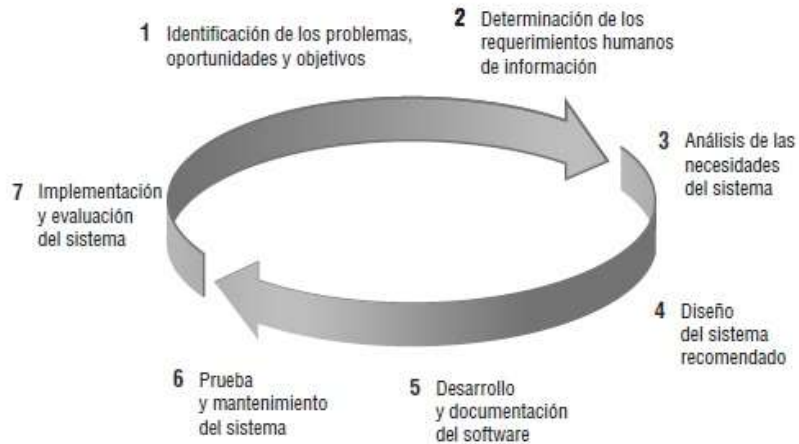 1 Identificación de los problemas,
oportunidades y objetivos
2 Determinación de los
requerimientos humanos
de información
3 Análisis de las
necesidades
del sistema
4 Diseño
del sistema
recomendado
5 Desarrollo
y documentación
del software
6 Prueba
y mantenimiento
del sistema
7 Implementación
y evaluación
del sistema